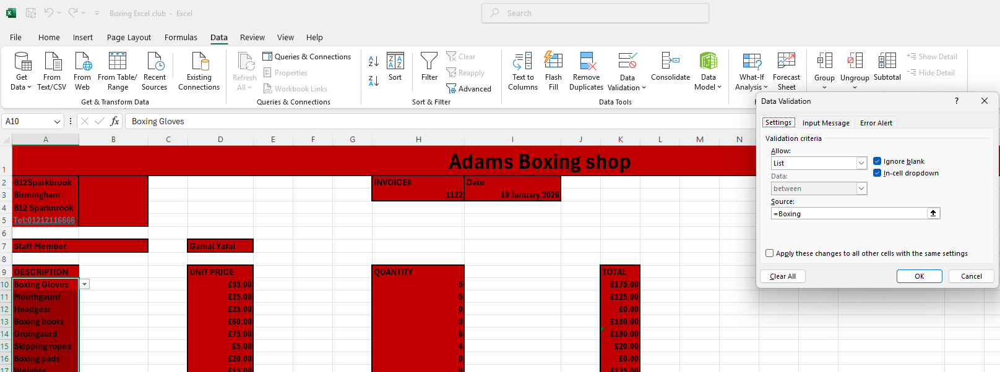 Boxing Excel club - Excel
Search
File Home Insert Page Layout Formulas Data Review View Help
Get Data From Text/CSV From Web From Table/ Range Recent Sources Existing Connections
Get & Transform Data
Refresh All Queries & Connections Properties Workbook Links
Queries & Connections
Sort Filter Clear Reapply Advanced
Sort & Filter
Text to Columns Flash Fill Remove Duplicates Data Validation Consolidate Data Model
Data Tools
What-If Analysis Forecast Sheet
Group Ungroup Subtotal Show Detail Hide Detail
A10 fx Boxing Gloves
A B C D E F G H I J K L M N
1 Adams Boxing shop
2 B12Sparkbrook INVOICE# Date
3 Birmingham 1122 19 January 2026
4 B12 Sparknrook
5 Tel:01212116666
6
7 Staff Member Gamal Yafai
8
9 DESCRIPTION UNIT PRICE QUANTITY TOTAL
10 Boxing Gloves £35.00 5 £175.00
11 Mouthgaurd £25.00 5 £125.00
12 Headgear £25.00 0 £0.00
13 Boxing boots £60.00 3 £180.00
14 Groingaurd £75.00 6 £180.00
15 Skipping ropes £5.00 4 £20.00
16 Boxing pads £20.00 0 £0.00
17 Weights £15.00 9 £135.00
Data Validation ?
Settings Input Message Error Alert
Validation criteria
Allow:
List
Ignore blank
In-cell dropdown
Data:
between
Source:
=Boxing
Apply these changes to all other cells with the same settings
Clear All OK Cancel